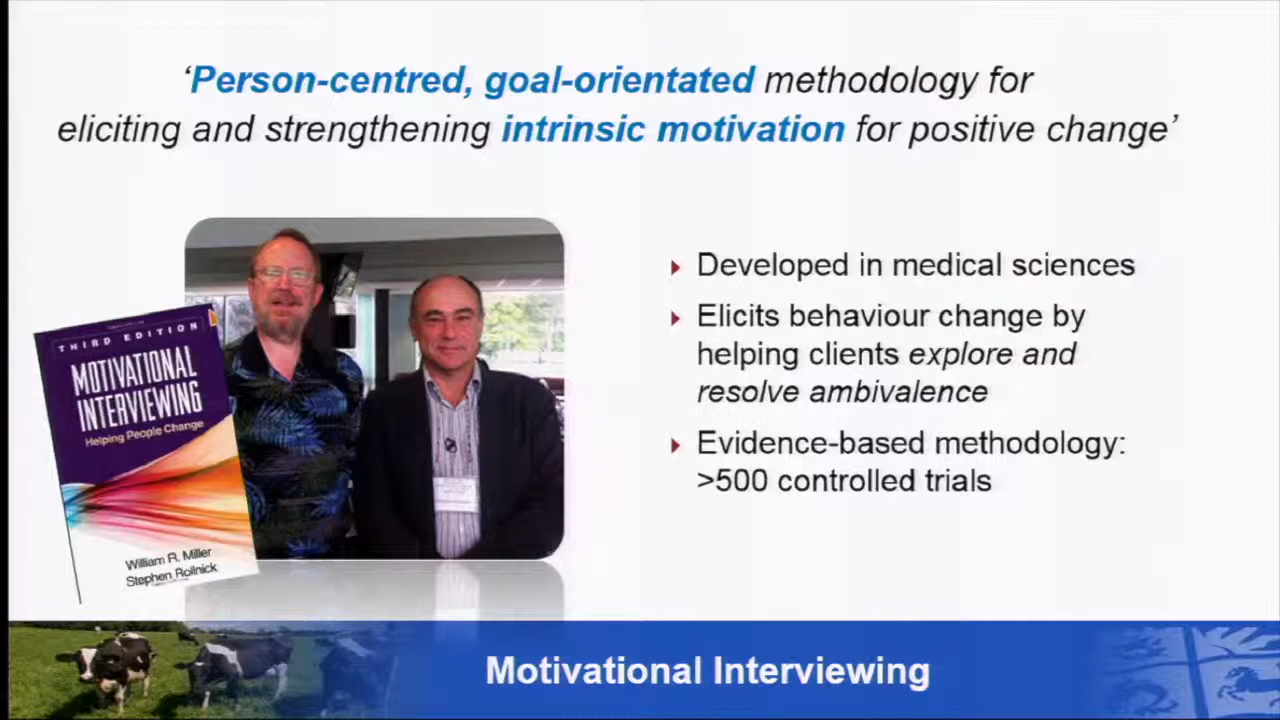 ‘Person-centred, goal-orientated methodology for
eliciting and strengthening intrinsic motivation for positive change’
Developed in medical sciences
Elicits behaviour change by
helping clients explore and
resolve ambivalence
Evidence-based methodology:
>500 controlled trials
THIRD EDITION
MOTIVATIONAL
INTERVIEWING
Helping People Change
William R. Miller
Stephen Rollnick
Motivational Interviewing